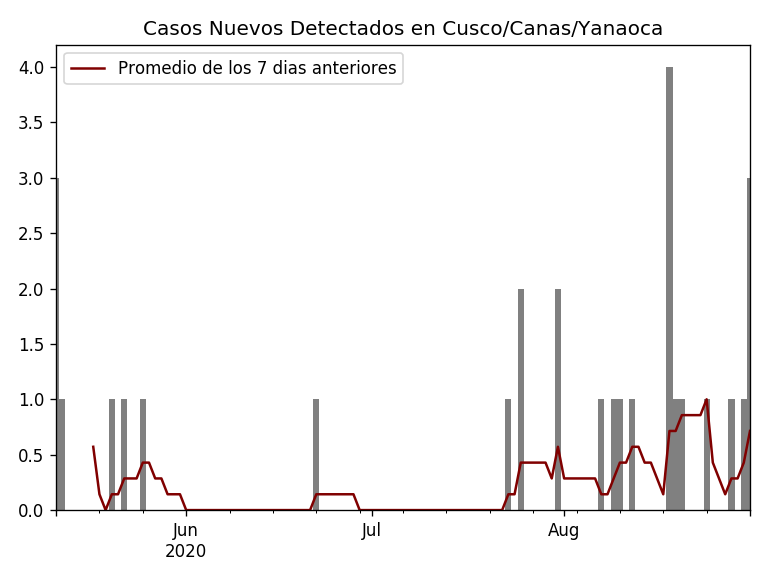 Casos Nuevos Detectados en Cusco/Canas/Yanaoca
Promedio de los 7 dias anteriores
4.0
3.5
3.0
2.5
2.0
1.5
1.0
0.5
0.0
Jun
2020
Jul
Aug